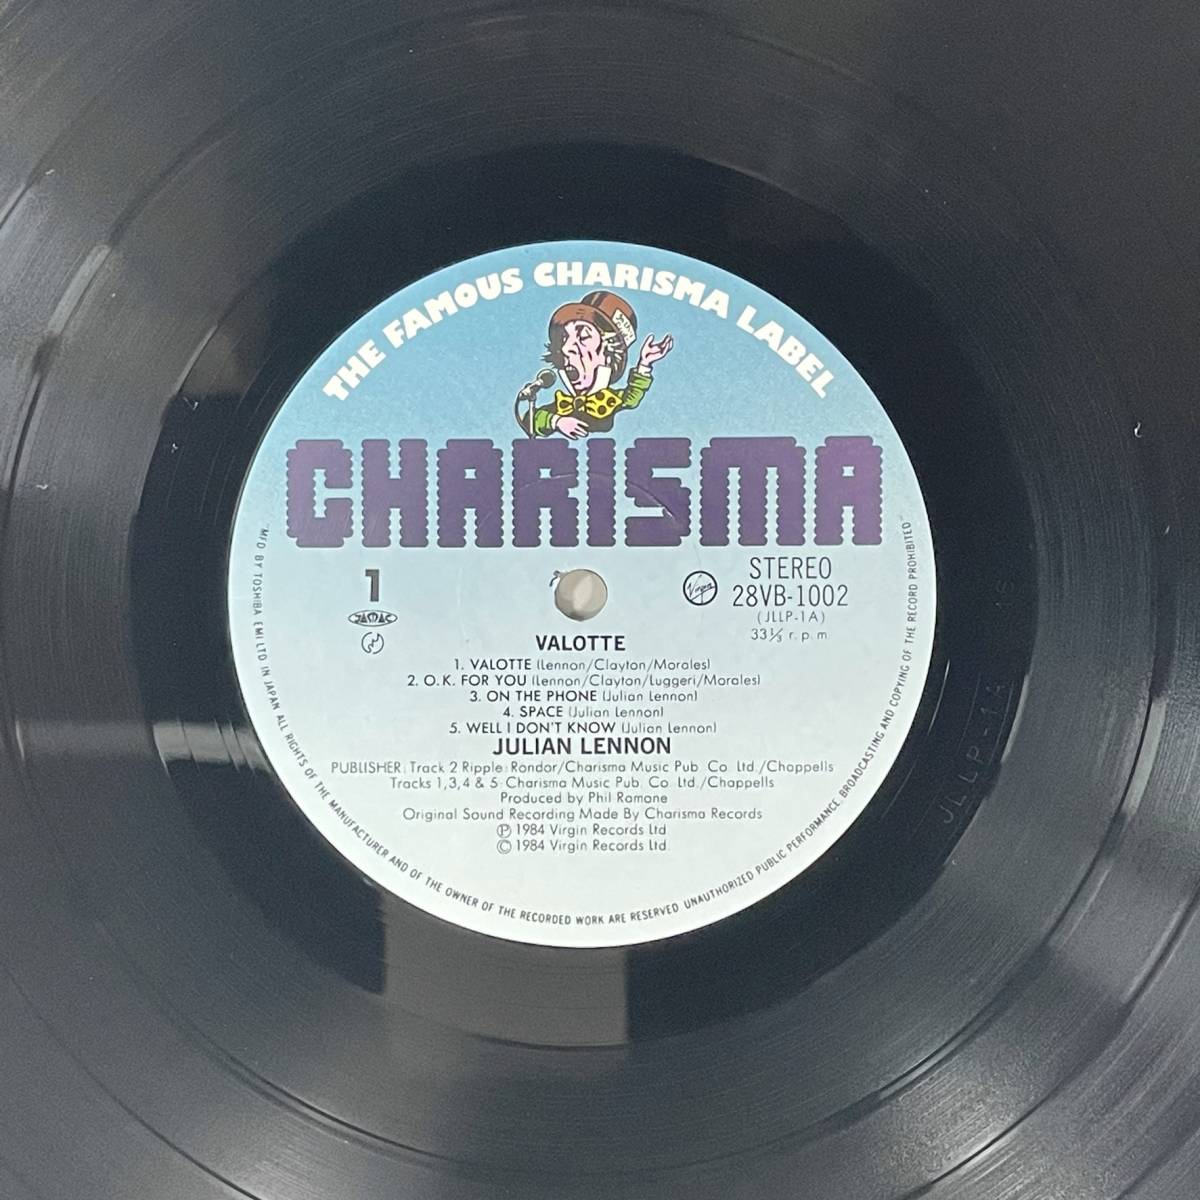 THE FAMOUS CHARISMA LABEL
CHARISMA
1
JASRAC
Virgin
STEREO
28VB-1002
(JLLP-1A)
33⅓ r.p.m.
VALOTTE
1. VALOTTE (Lennon/Clayton/Morales)
2. O.K. FOR YOU (Lennon/Clayton/Luggeri/Morales)
3. ON THE PHONE (Julian Lennon)
4. SPACE (Julian Lennon)
5. WELL I DON'T KNOW (Julian Lennon)
JULIAN LENNON
PUBLISHER: Track 2 Ripple: Rondor/Charisma Music Pub. Co. Ltd./Chappells
Tracks 1,3,4 & 5: Charisma Music Pub. Co. Ltd./Chappells
Produced by Phil Ramone
Original Sound Recording Made By Charisma Records
Ⓟ 1984 Virgin Records Ltd.
© 1984 Virgin Records Ltd.
"MFD BY TOSHIBA EMI LTD IN JAPAN ALL RIGHTS OF THE MANUFACTURER AND OF THE OWNER OF THE RECORDED WORK ARE RESERVED. UNAUTHORIZED PUBLIC PERFORMANCE, BROADCASTING AND COPYING OF THE RECORD PROHIBITED"
JLLP-1A